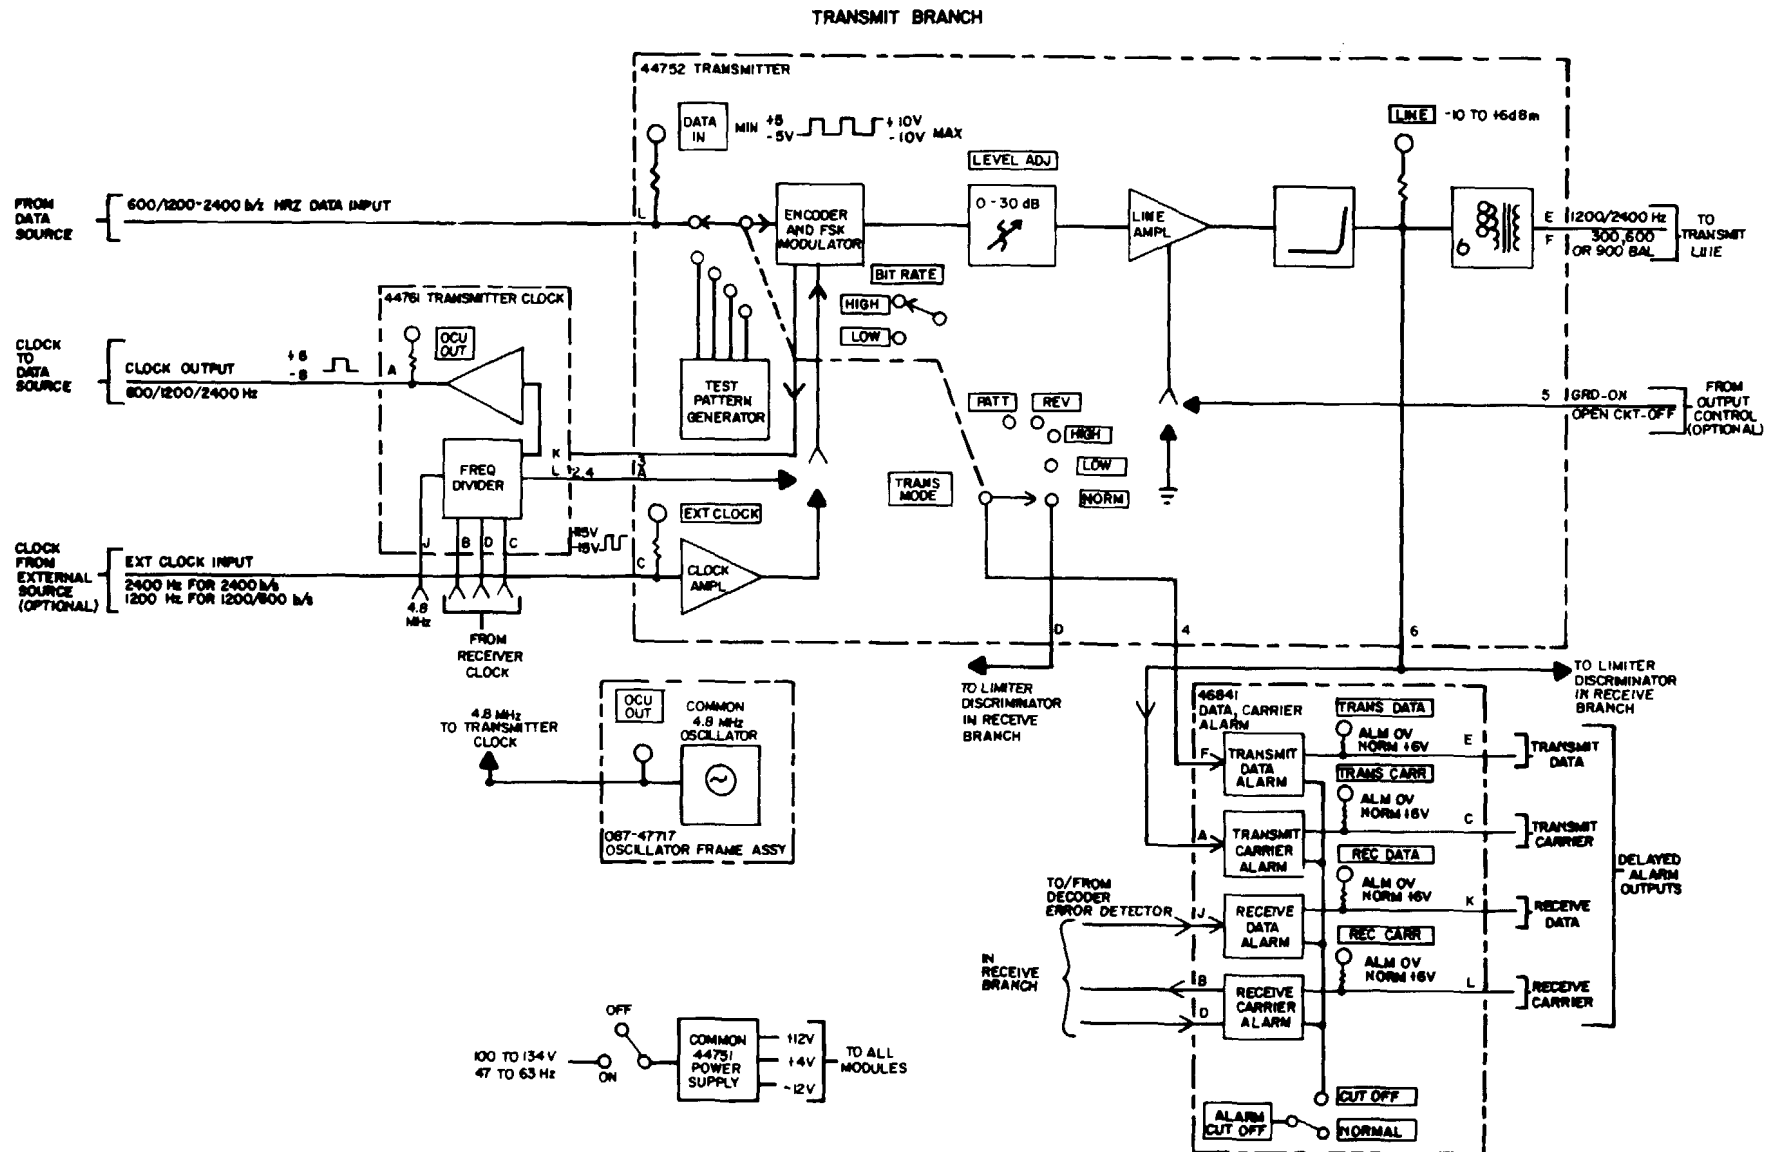 TRANSMIT BRANCH
44752 TRANSMITTER
DATA
IN
MIN +5
-5V
+10V
-10V MAX
LINE -10 TO +6dBm
LEVEL ADJ
FROM
DATA
SOURCE
600/1200-2400 b/z HRZ DATA INPUT
L
ENCODER
AND FSK
MODULATOR
0-30 dB
LINE
AMPL
6
E
F
1200/2400 Hz
300,600
OR 900 BAL
TO
TRANSMIT
LINE
BIT RATE
HIGH
LOW
44761 TRANSMITTER CLOCK
OCU
OUT
CLOCK
TO
DATA
SOURCE
CLOCK OUTPUT
600/1200/2400 Hz
+6
-6
A
TEST
PATTERN
GENERATOR
PATT
REV
HIGH
LOW
NORM
TRANS
MODE
5
GRD-ON
OPEN CKT-OFF
FROM
OUTPUT
CONTROL
(OPTIONAL)
FREQ
DIVIDER
K
L
2,4
3
A
EXT CLOCK
+15V
-15V
J
B
D
C
CLOCK
FROM
EXTERNAL
SOURCE
(OPTIONAL)
EXT CLOCK INPUT
2400 Hz FOR 2400 b/s
1200 Hz FOR 1200/600 b/s
C
CLOCK
AMPL
4.8
MHz
FROM
RECEIVER
CLOCK
D
4
6
TO LIMITER
DISCRIMINATOR
IN RECEIVE
BRANCH
TO LIMITER
DISCRIMINATOR
IN RECEIVE
BRANCH
4.8 MHz
TO TRANSMITTER
CLOCK
OCU
OUT
COMMON
4.8 MHz
OSCILLATOR
087-47717
OSCILLATOR FRAME ASSY
46841
DATA, CARRIER
ALARM
TRANS DATA
ALM 0V
NORM +6V
E
TRANSMIT
DATA
F
TRANSMIT
DATA
ALARM
TRANS CARR
ALM 0V
NORM +6V
C
TRANSMIT
CARRIER
A
TRANSMIT
CARRIER
ALARM
REC DATA
ALM 0V
NORM +6V
K
RECEIVE
DATA
DELAYED
ALARM
OUTPUTS
TO/FROM
DECODER
ERROR DETECTOR
J
RECEIVE
DATA
ALARM
REC CARR
ALM 0V
NORM +6V
L
RECEIVE
CARRIER
IN
RECEIVE
BRANCH
B
D
RECEIVE
CARRIER
ALARM
OFF
ON
100 TO 134V
47 TO 63 Hz
COMMON
44751
POWER
SUPPLY
+12V
+4V
-12V
TO ALL
MODULES
CUT OFF
ALARM
CUT OFF
NORMAL